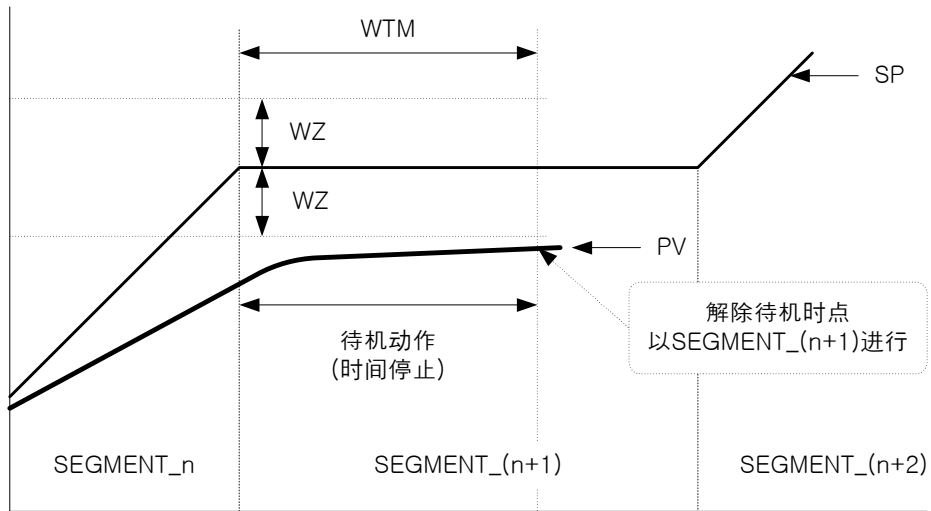 WTM
SP
WZ
WZ
PV
解除待机时点
以SEGMENT_(n+1)进行
待机动作
(时间停止)
SEGMENT_n
SEGMENT_(n+1)
SEGMENT_(n+2)